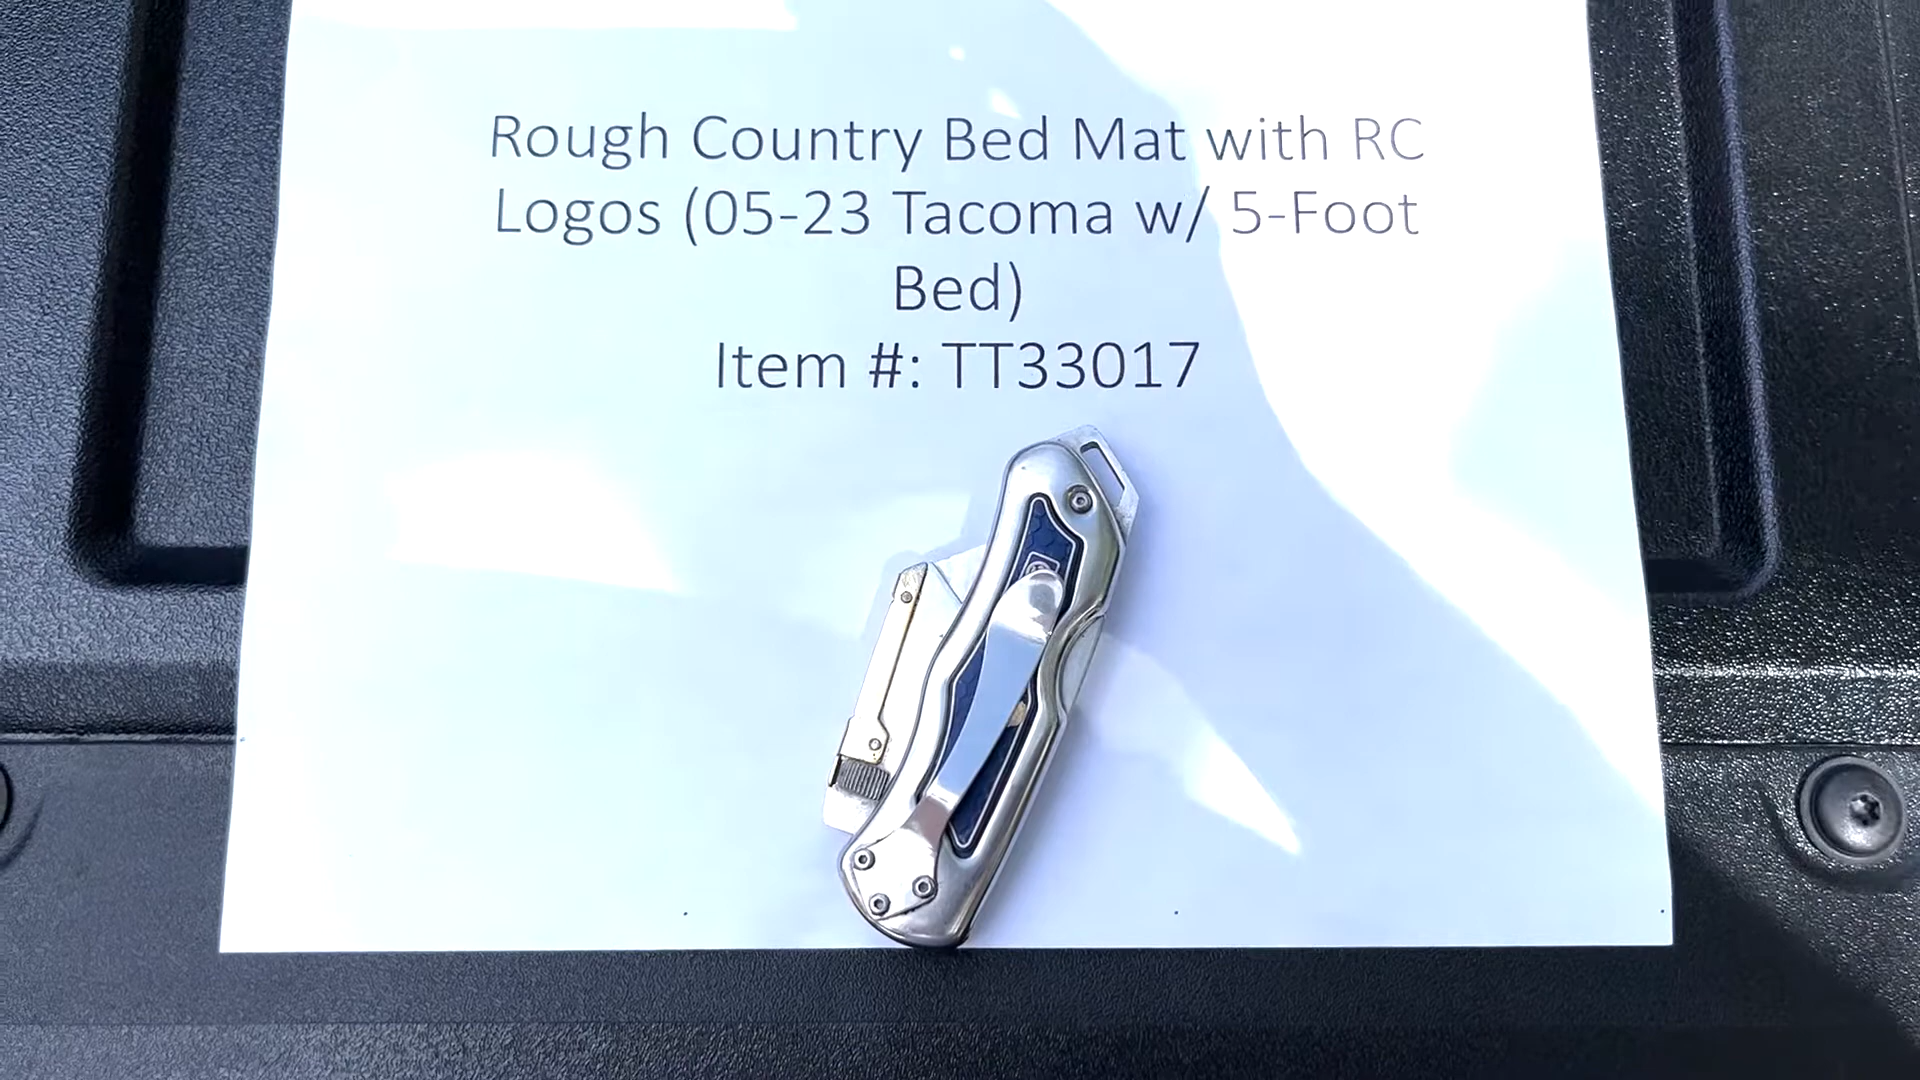 Rough Country Bed Mat with RC
Logos (05-23 Tacoma w/ 5-Foot
Bed)
Item #: TT33017